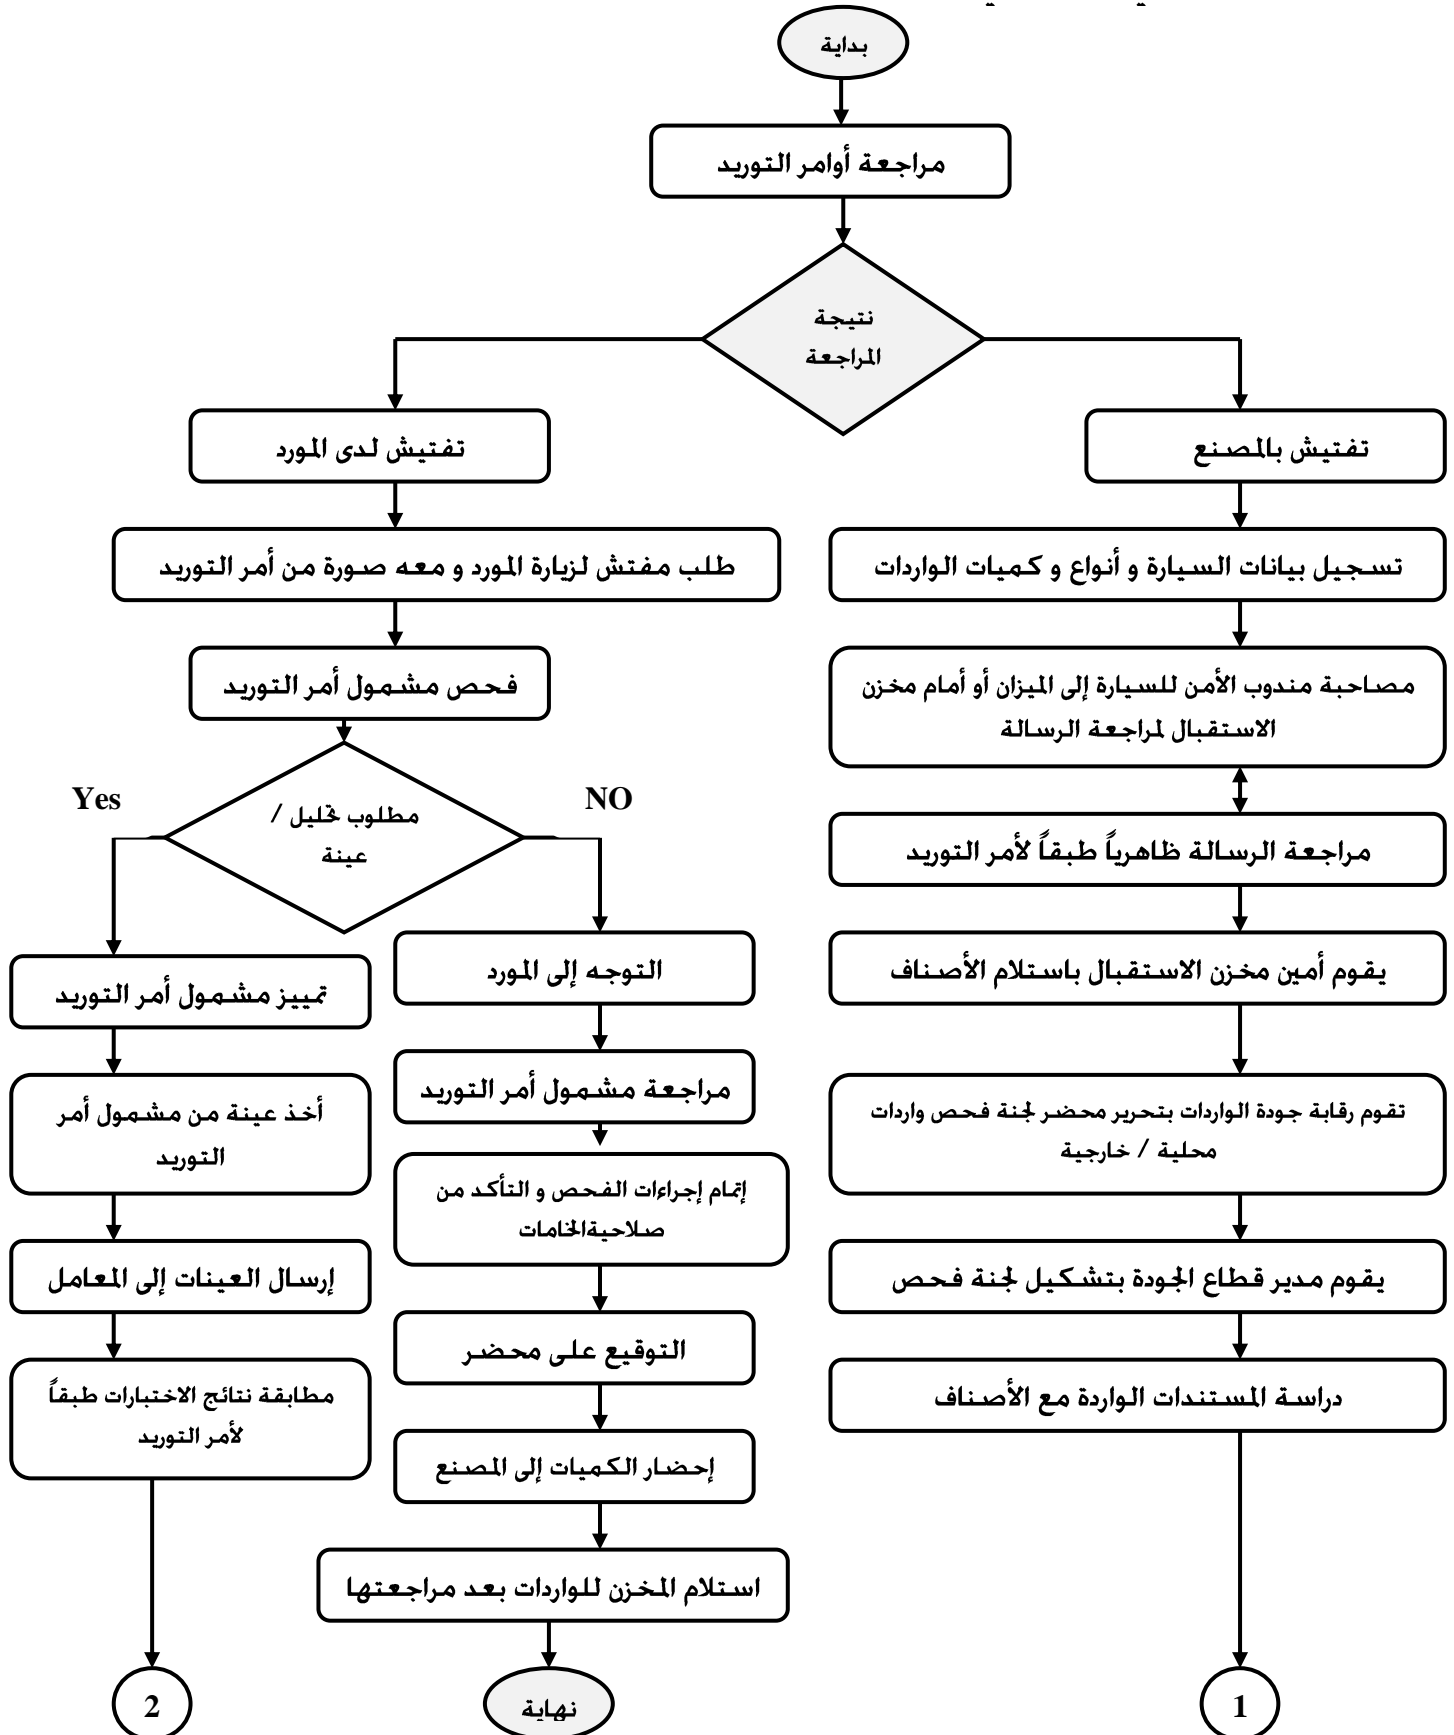 بداية
مراجعة أوامر التوريد
نتيجة
المراجعة
تفتيش بالمصنع
تسجيل بيانات السيارة و أنواع و كميات الواردات
مصاحبة مندوب الأمن للسيارة إلى الميزان أو أمام مخزن
الاستقبال لمراجعة الرسالة
مراجعة الرسالة ظاهرياً طبقاً لأمر التوريد
يقوم أمين مخزن الاستقبال باستلام الأصناف
تقوم رقابة جودة الواردات بتحرير محضر لجنة فحص واردات
محلية / خارجية
يقوم مدير قطاع الجودة بتشكيل لجنة فحص
دراسة المستندات الواردة مع الأصناف
1
تفتيش لدى المورد
طلب مفتش لزيارة المورد و معه صورة من أمر التوريد
فحص مشمول أمر التوريد
مطلوب تحليل /
عينة
NO
التوجه إلى المورد
مراجعة مشمول أمر التوريد
إتمام إجراءات الفحص و التأكد من
صلاحيةالخامات
التوقيع على محضر
إحضار الكميات إلى المصنع
استلام المخزن للواردات بعد مراجعتها
نهاية
Yes
تمييز مشمول أمر التوريد
أخذ عينة من مشمول أمر
التوريد
إرسال العينات إلى المعامل
مطابقة نتائج الاختبارات طبقاً
لأمر التوريد
2